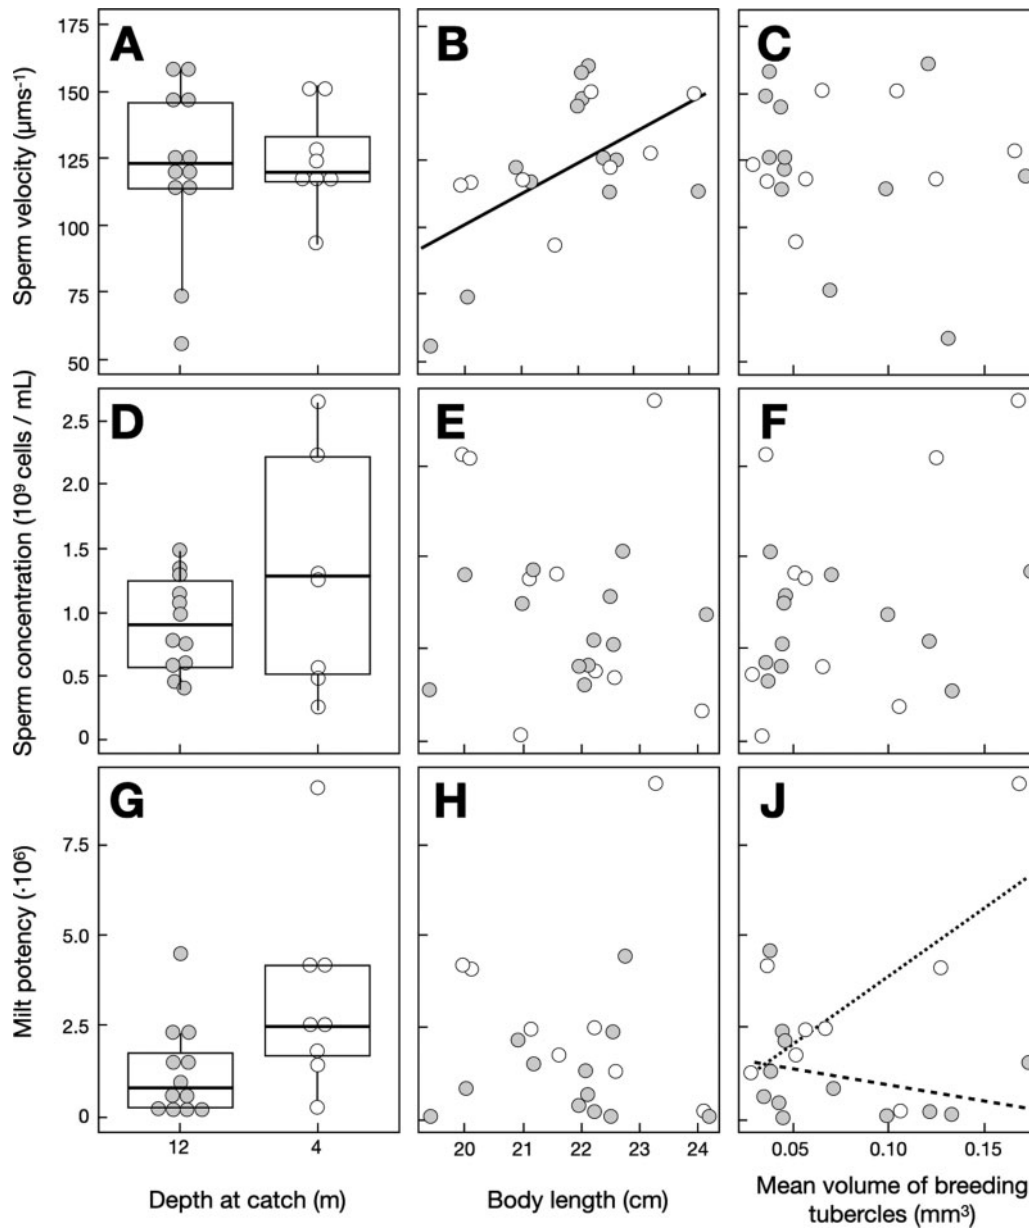 A
B
C
Sperm velocity (µms⁻¹)
175
150
125
100
75
50
D
E
F
Sperm concentration (10⁹ cells / mL)
2.5
2.0
1.5
1.0
0.5
0
G
H
J
Milt potency (·10⁶)
7.5
5.0
2.5
0
12 4
20 21 22 23 24
0.05 0.10 0.15
Depth at catch (m)
Body length (cm)
Mean volume of breeding
tubercles (mm³)